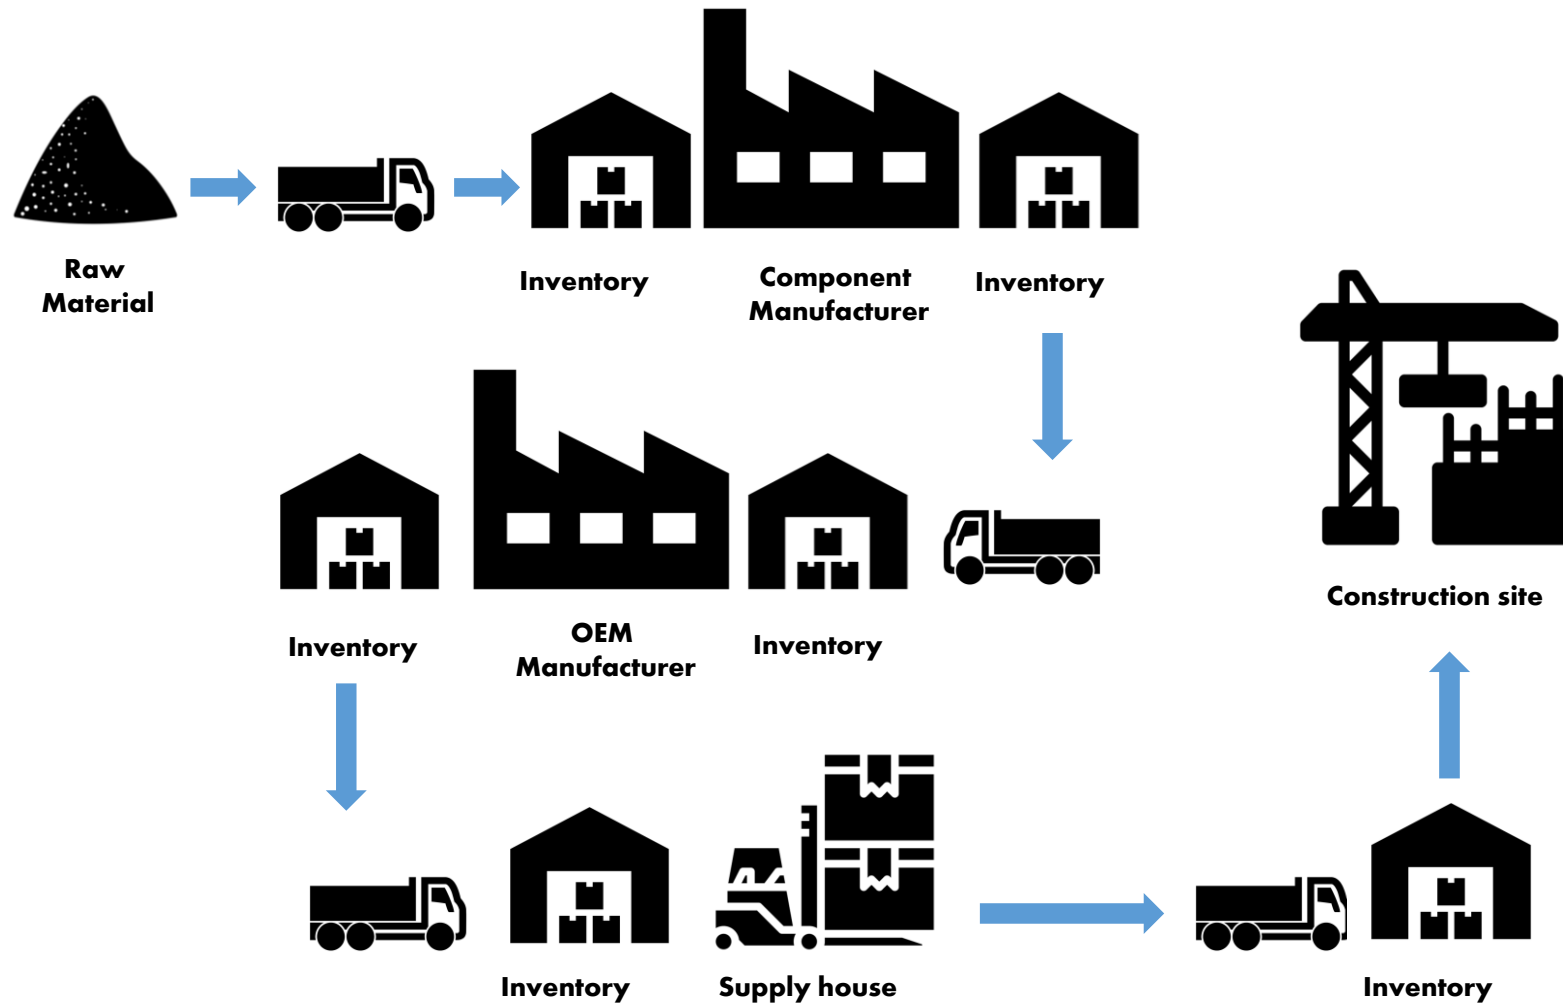 Raw
Material
Inventory
Component
Manufacturer
Inventory
Construction site
Inventory
OEM
Manufacturer
Inventory
Inventory
Supply house
Inventory